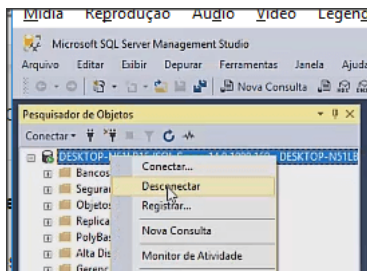 Mídia Reprodução Áudio Vídeo Legend
Microsoft SQL Server Management Studio
Arquivo Editar Exibir Depurar Ferramentas Janela Ajuda
Nova Consulta
Pesquisador de Objetos
Conectar
DESKTOP-N51LB
Bancos
Conectar...
Segura
Desconectar
Objetos
Registrar...
Replica
Nova Consulta
PolyBas
Alta Dis
Monitor de Atividade
Gerenc